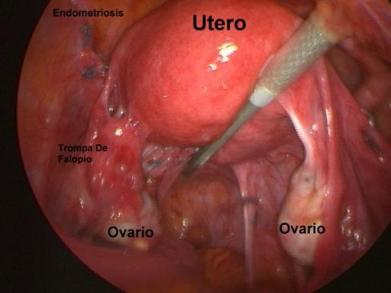 Endometriosis
Utero
Trompa De
Falopio
Ovario
Ovario